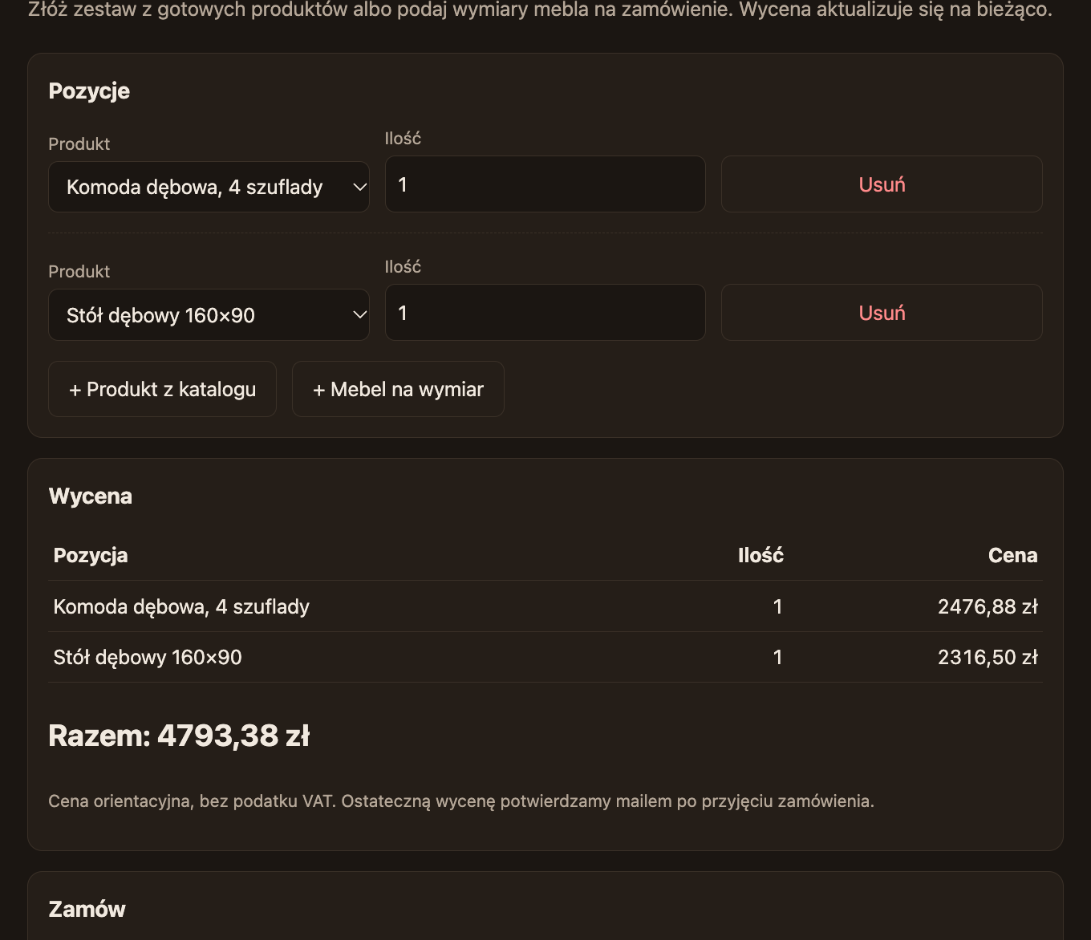 Złóż zestaw z gotowych produktów albo podaj wymiary mebla na zamówienie. Wycena aktualizuje się na bieżąco.
Pozycje
Produkt
Ilość
Komoda dębowa, 4 szuflady
1
Usuń
Produkt
Ilość
Stół dębowy 160×90
1
Usuń
+ Produkt z katalogu
+ Mebel na wymiar
Wycena
Pozycja Ilość Cena
Komoda dębowa, 4 szuflady 1 2476,88 zł
Stół dębowy 160×90 1 2316,50 zł
Razem: 4793,38 zł
Cena orientacyjna, bez podatku VAT. Ostateczną wycenę potwierdzamy mailem po przyjęciu zamówienia.
Zamów